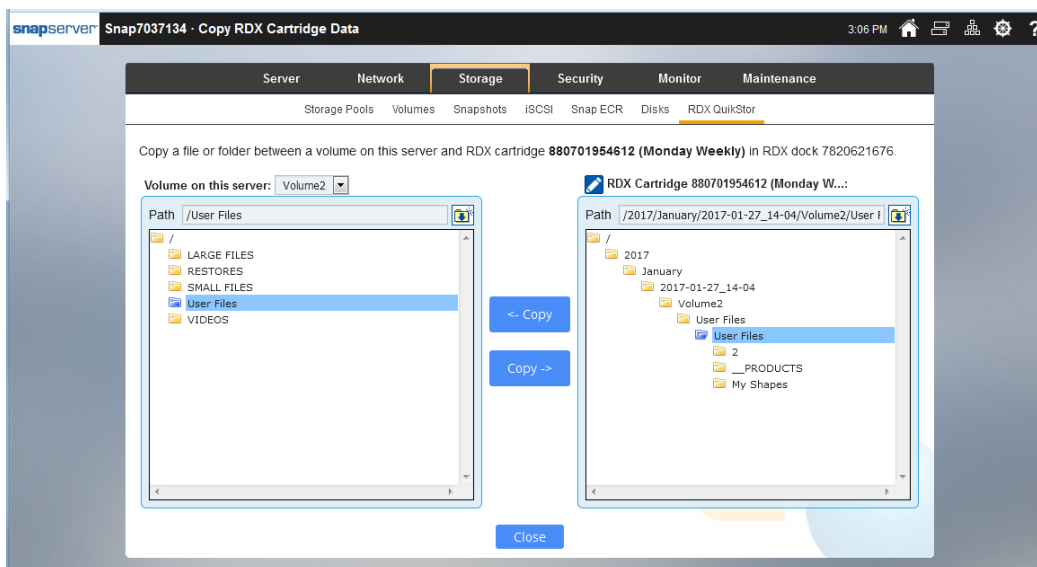 snapserver Snap7037134 · Copy RDX Cartridge Data 3:06 PM ?
Server Network Storage Security Monitor Maintenance
Storage Pools Volumes Snapshots iSCSI Snap ECR Disks RDX QuikStor
Copy a file or folder between a volume on this server and RDX cartridge 880701954612 (Monday Weekly) in RDX dock 7820621676.
Volume on this server: Volume2
Path /User Files
/
LARGE FILES
RESTORES
SMALL FILES
User Files
VIDEOS
<- Copy
Copy ->
RDX Cartridge 880701954612 (Monday W...:
Path /2017/January/2017-01-27_14-04/Volume2/User
/
2017
January
2017-01-27_14-04
Volume2
User Files
User Files
2
__PRODUCTS
My Shapes
Close